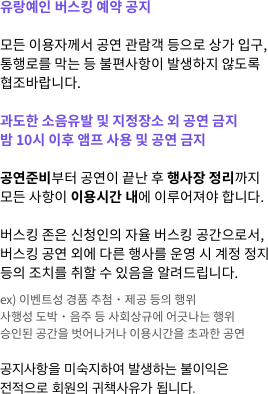 유랑예인 버스킹 예약 공지
모든 이용자께서 공연 관람객 등으로 상가 입구,
통행로를 막는 등 불편사항이 발생하지 않도록
협조바랍니다.
과도한 소음유발 및 지정장소 외 공연 금지
밤 10시 이후 앰프 사용 및 공연 금지
공연준비부터 공연이 끝난 후 행사장 정리까지
모든 사항이 이용시간 내에 이루어져야 합니다.
버스킹 존은 신청인의 자율 버스킹 공간으로서,
버스킹 공연 외에 다른 행사를 운영 시 계정 정지
등의 조치를 취할 수 있음을 알려드립니다.
ex) 이벤트성 경품 추첨・제공 등의 행위
사행성 도박・음주 등 사회상규에 어긋나는 행위
승인된 공간을 벗어나거나 이용시간을 초과한 공연
공지사항을 미숙지하여 발생하는 불이익은
전적으로 회원의 귀책사유가 됩니다.